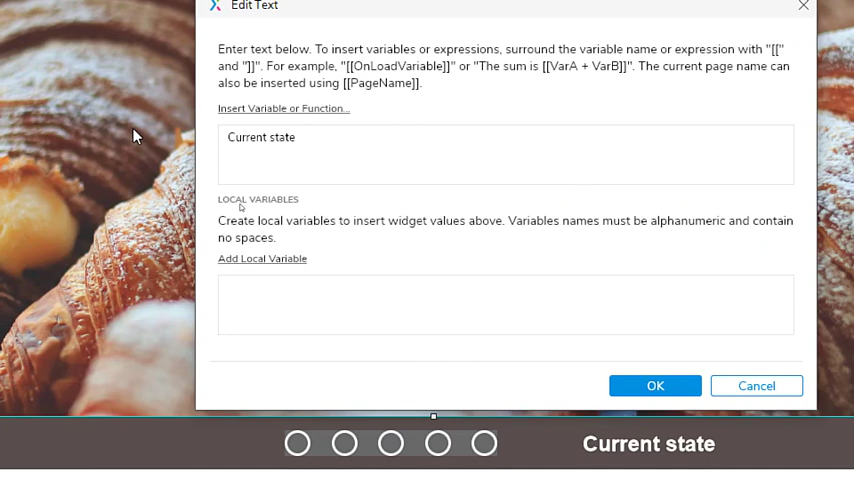 Edit Text
Enter text below. To insert variables or expressions, surround the variable name or expression with "[["
and "]]". For example, "[[OnLoadVariable]]" or "The sum is [[VarA + VarB]]". The current page name can
also be inserted using [[PageName]].
Insert Variable or Function...
Current state
LOCAL VARIABLES
Create local variables to insert widget values above. Variables names must be alphanumeric and contain
no spaces.
Add Local Variable
OK
Cancel
Current state